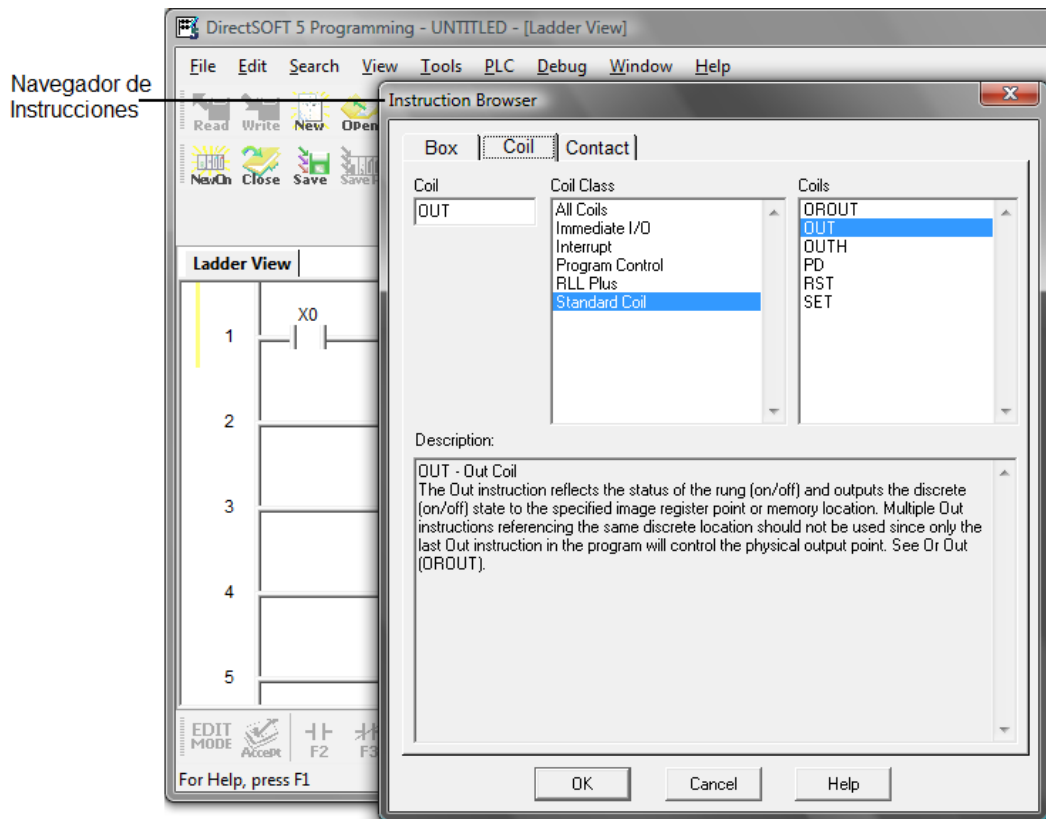 DirectSOFT 5 Programming - UNTITLED - [Ladder View]
File Edit Search View Tools PLC Debug Window Help
Navegador de
Instrucciones
Instruction Browser
Read Write New Open
Box Coil Contact
NewOn Close Save
Coil Coil Class Coils
OUT
All Coils
Immediate I/O
Interrupt
Program Control
RLL Plus
Standard Coil
OROUT
OUT
OUTH
PD
RST
SET
Ladder View
X0
1
2
3
4
5
Description:
OUT - Out Coil
The Out instruction reflects the status of the rung (on/off) and outputs the discrete
(on/off) state to the specified image register point or memory location. Multiple Out
instructions referencing the same discrete location should not be used since only the
last Out instruction in the program will control the physical output point. See Or Out
(OROUT).
EDIT
MODE
Accept
F2
F3
OK Cancel Help
For Help, press F1